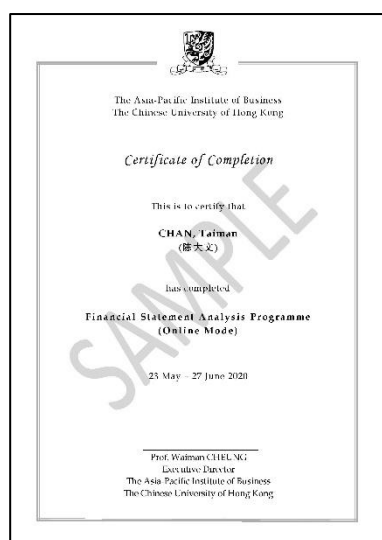 The Asia-Pacific Institute of Business
The Chinese University of Hong Kong
Certificate of Completion
This is to certify that
CHAN, Taiman
(陳大文)
has completed
Financial Statement Analysis Programme
(Online Mode)
23 May – 27 June 2020
SAMPLE
Prof. Waiman CHEUNG
Executive Director
The Asia-Pacific Institute of Business
The Chinese University of Hong Kong